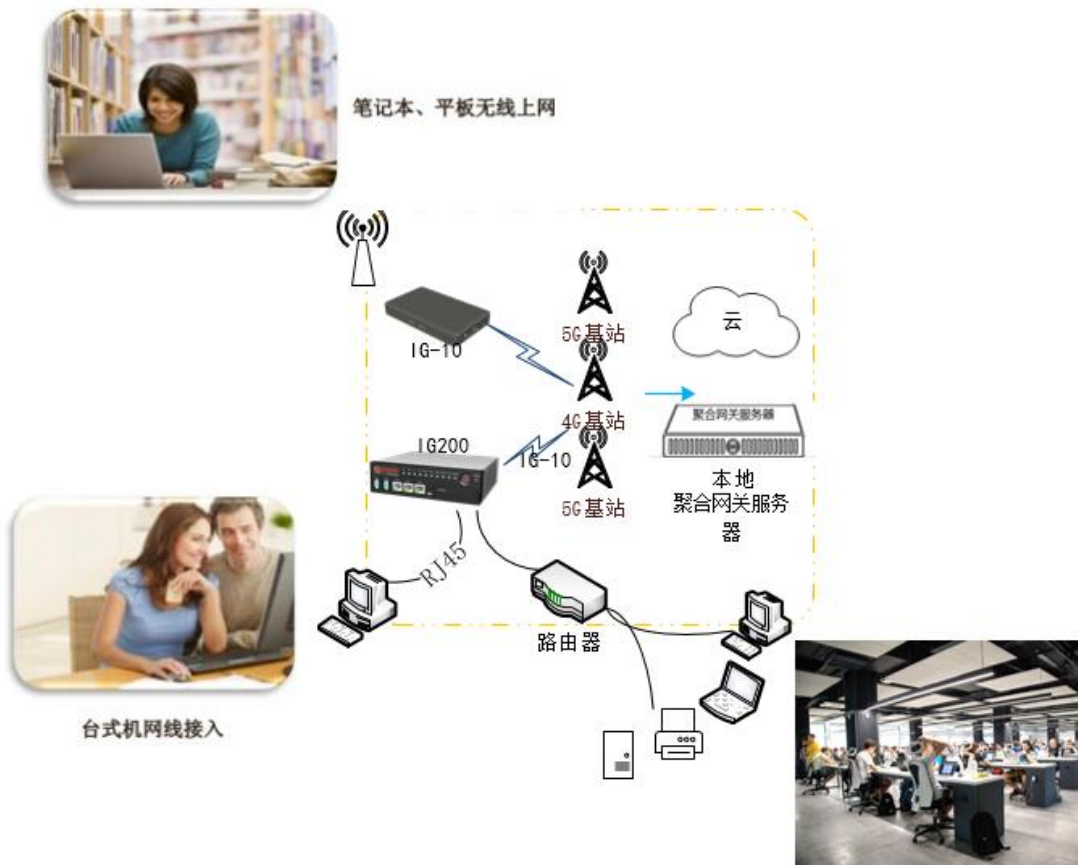 笔记本、平板无线上网
5G基站
云
IG-10
4G基站
聚合网关服务器
IG200
IG-10
5G基站
本地
聚合网关服务
器
RJ45
路由器
台式机网线接入